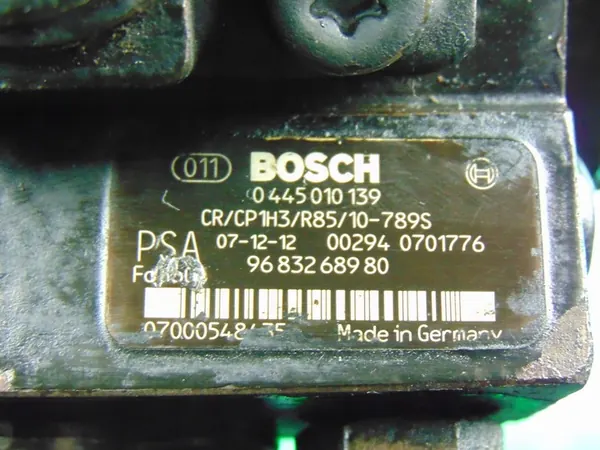 011 BOSCH
0 445 010 139
CR/CP1H3/R85/10-789S
PSA 07-12-12 00294 0701776
96 832 689 80
Made in Germany